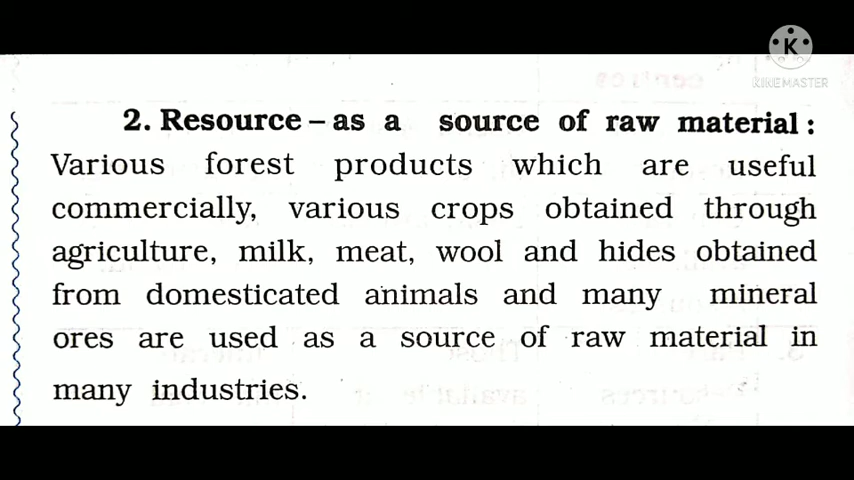 K
KINEMASTER
2. Resource – as a source of raw material :
Various forest products which are useful
commercially, various crops obtained through
agriculture, milk, meat, wool and hides obtained
from domesticated animals and many mineral
ores are used as a source of raw material in
many industries.